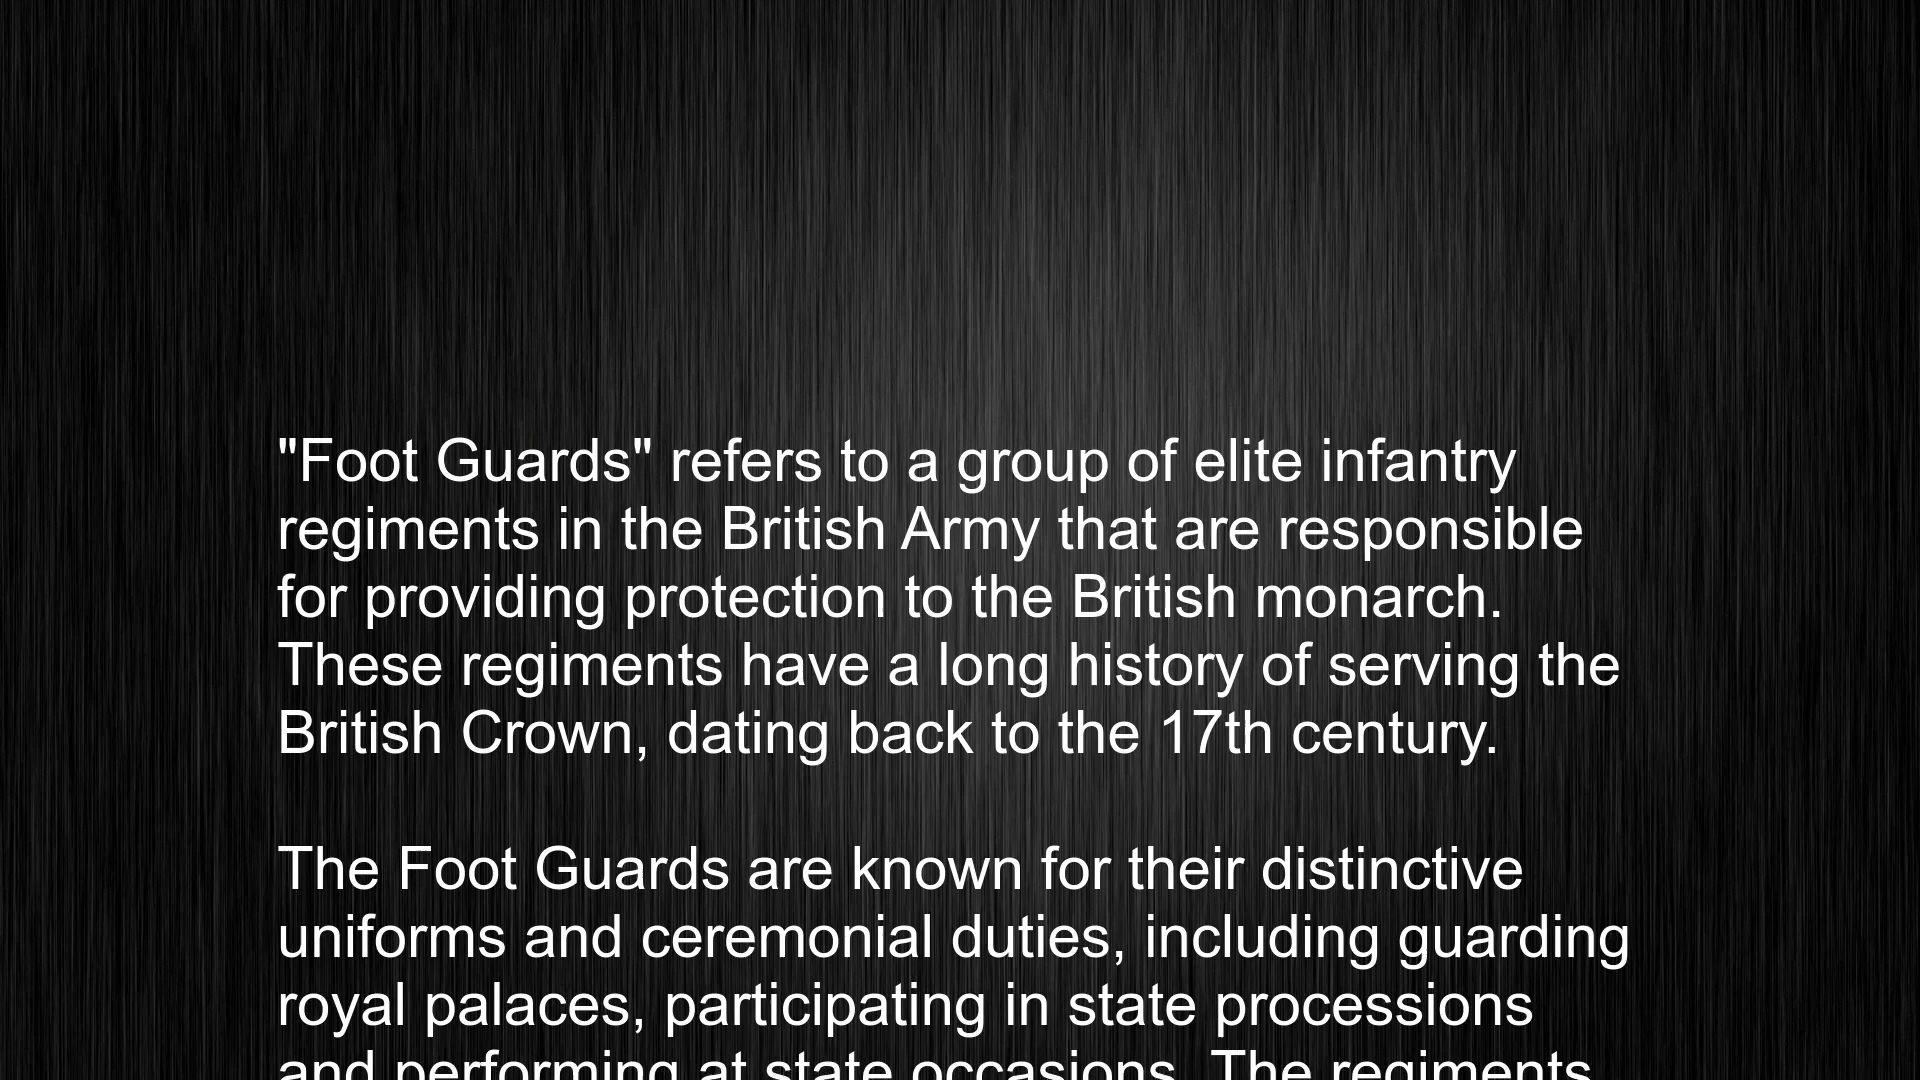 "Foot Guards" refers to a group of elite infantry
regiments in the British Army that are responsible
for providing protection to the British monarch.
These regiments have a long history of serving the
British Crown, dating back to the 17th century.
The Foot Guards are known for their distinctive
uniforms and ceremonial duties, including guarding
royal palaces, participating in state processions
and performing at state occasions. The regiments